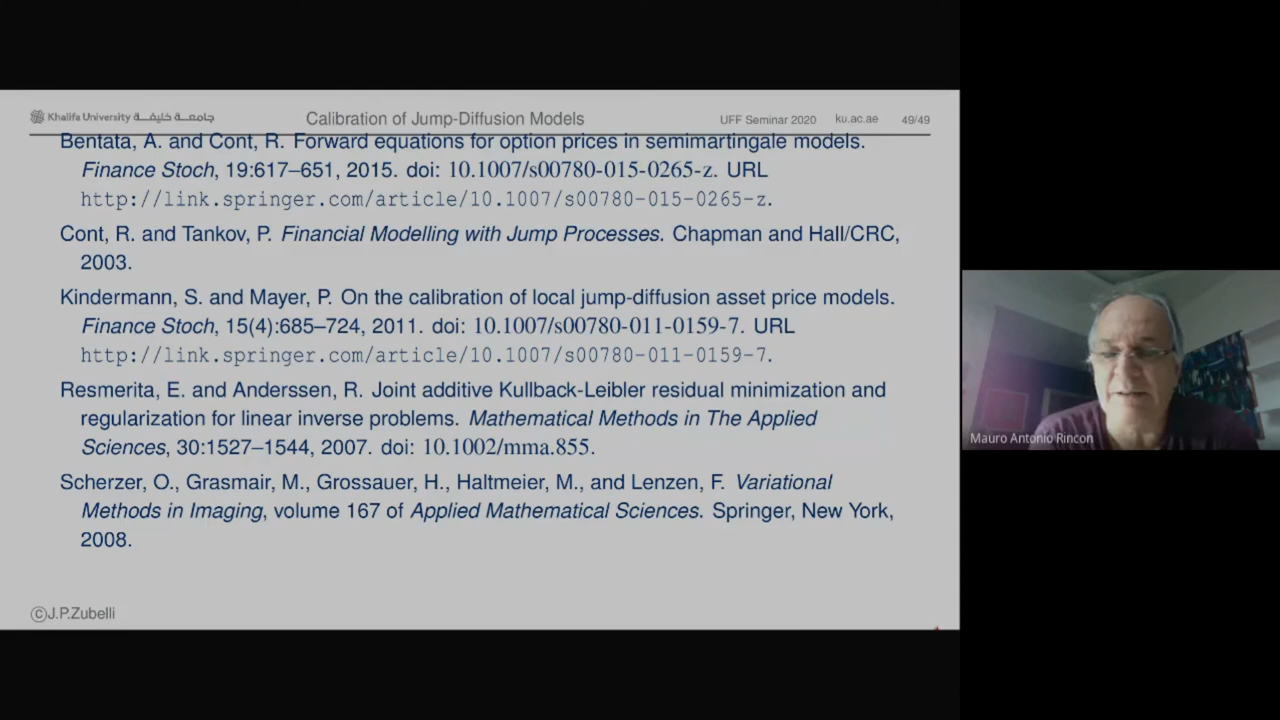 Khalifa University جامعة خليفة
Calibration of Jump-Diffusion Models
UFF Seminar 2020 ku.ac.ae 49/49
Bentata, A. and Cont, R. Forward equations for option prices in semimartingale models.
Finance Stoch, 19:617–651, 2015. doi: 10.1007/s00780-015-0265-z. URL
http://link.springer.com/article/10.1007/s00780-015-0265-z.
Cont, R. and Tankov, P. Financial Modelling with Jump Processes. Chapman and Hall/CRC,
2003.
Kindermann, S. and Mayer, P. On the calibration of local jump-diffusion asset price models.
Finance Stoch, 15(4):685–724, 2011. doi: 10.1007/s00780-011-0159-7. URL
http://link.springer.com/article/10.1007/s00780-011-0159-7.
Resmerita, E. and Anderssen, R. Joint additive Kullback-Leibler residual minimization and
regularization for linear inverse problems. Mathematical Methods in The Applied
Sciences, 30:1527–1544, 2007. doi: 10.1002/mma.855.
Scherzer, O., Grasmair, M., Grossauer, H., Haltmeier, M., and Lenzen, F. Variational
Methods in Imaging, volume 167 of Applied Mathematical Sciences. Springer, New York,
2008.
©J.P.Zubelli
Mauro Antonio Rincon